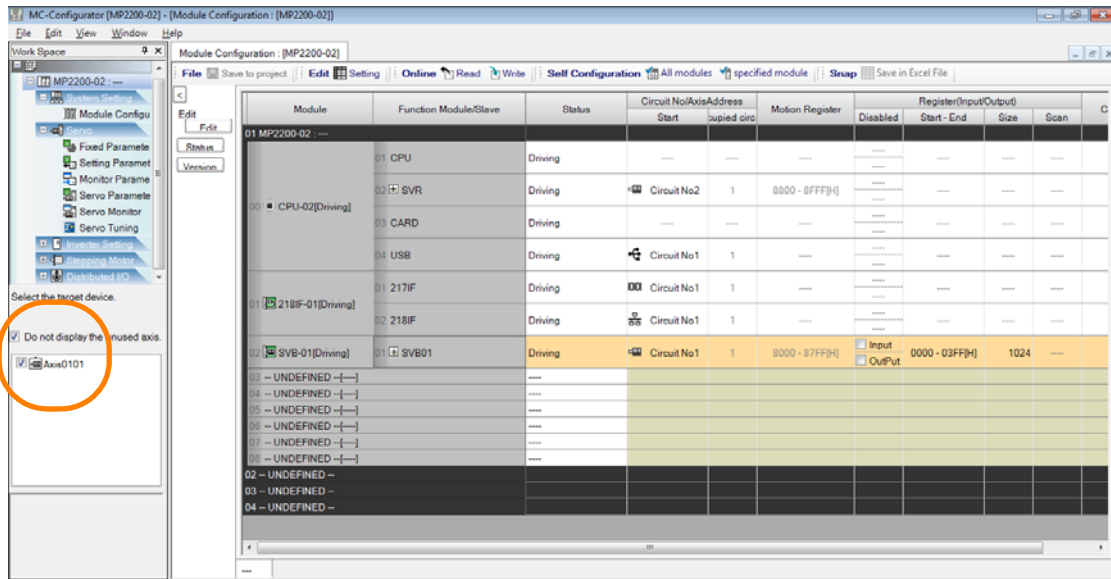 MC-Configurator [MP2200-02] - [Module Configuration : [MP2200-02]]
File Edit View Window Help
Work Space
Module Configuration : [MP2200-02]
File Save to project Edit Setting Online Read Write Self Configuration All modules specified module Snap Save in Excel File
MP2200-02 : ---
System Setting
Module Configu
Servo
Fixed Paramete
Setting Paramet
Monitor Parame
Servo Paramete
Servo Monitor
Servo Tuning
Inverter Setting
Stepping Motor
Distributed I/O
Select the target device.
Do not display the unused axis.
Axis0101
<
Edit
Edit
Status
Version
Module Function Module/Slave Status Circuit No/AxisAddress Motion Register Register(Input/Output) C
Start cupied circ Disabled Start - End Size Scan
01 MP2200-02 : ---
00 CPU-02[Driving]
01 CPU Driving ---- ---- ---- ---- ---- ---- ---- ----
02 SVR Driving Circuit No2 1 8800 - 8FFF[H] ---- ---- ---- ---- ----
03 CARD Driving ---- ---- ---- ---- ---- ---- ---- ----
04 USB Driving Circuit No1 1 ---- ---- ---- ---- ---- ----
01 218IF-01[Driving]
01 217IF Driving Circuit No1 1 ---- ---- ---- ---- ---- ----
02 218IF Driving Circuit No1 1 ---- ---- ---- ---- ---- ----
02 SVB-01[Driving] 01 SVB01 Driving Circuit No1 1 8000 - 87FF[H] Input OutPut 0000 - 03FF[H] 1024 ----
03 -- UNDEFINED --[----] ----
04 -- UNDEFINED --[----] ----
05 -- UNDEFINED --[----] ----
06 -- UNDEFINED --[----] ----
07 -- UNDEFINED --[----] ----
08 -- UNDEFINED --[----] ----
02 -- UNDEFINED --
03 -- UNDEFINED --
04 -- UNDEFINED --
---